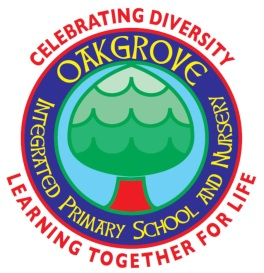 CELEBRATING DIVERSITY
OAKGROVE
INTEGRATED PRIMARY SCHOOL AND NURSERY
LEARNING TOGETHER FOR LIFE